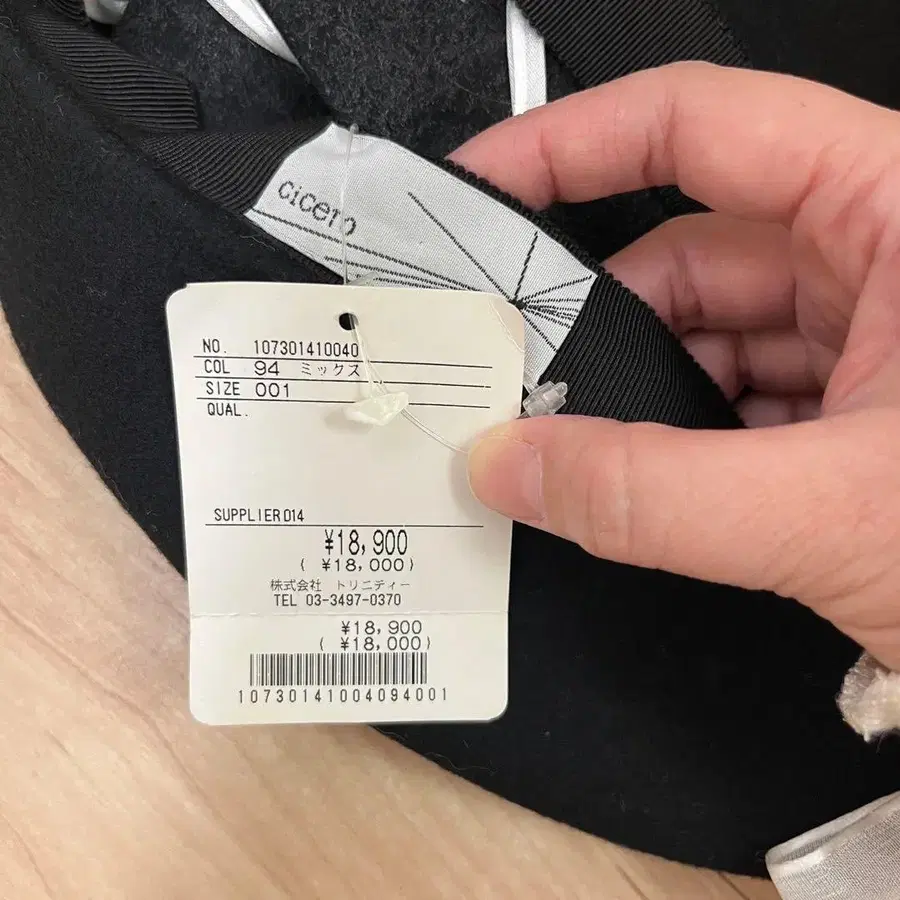 cicero
NO. 107301410040
COL 94 ミックス
SIZE 001
QUAL.
SUPPLIER014
¥18,900
( ¥18,000)
株式会社 トリニティー
TEL 03-3497-0370
¥18,900
( ¥18,000)
10730141004094001